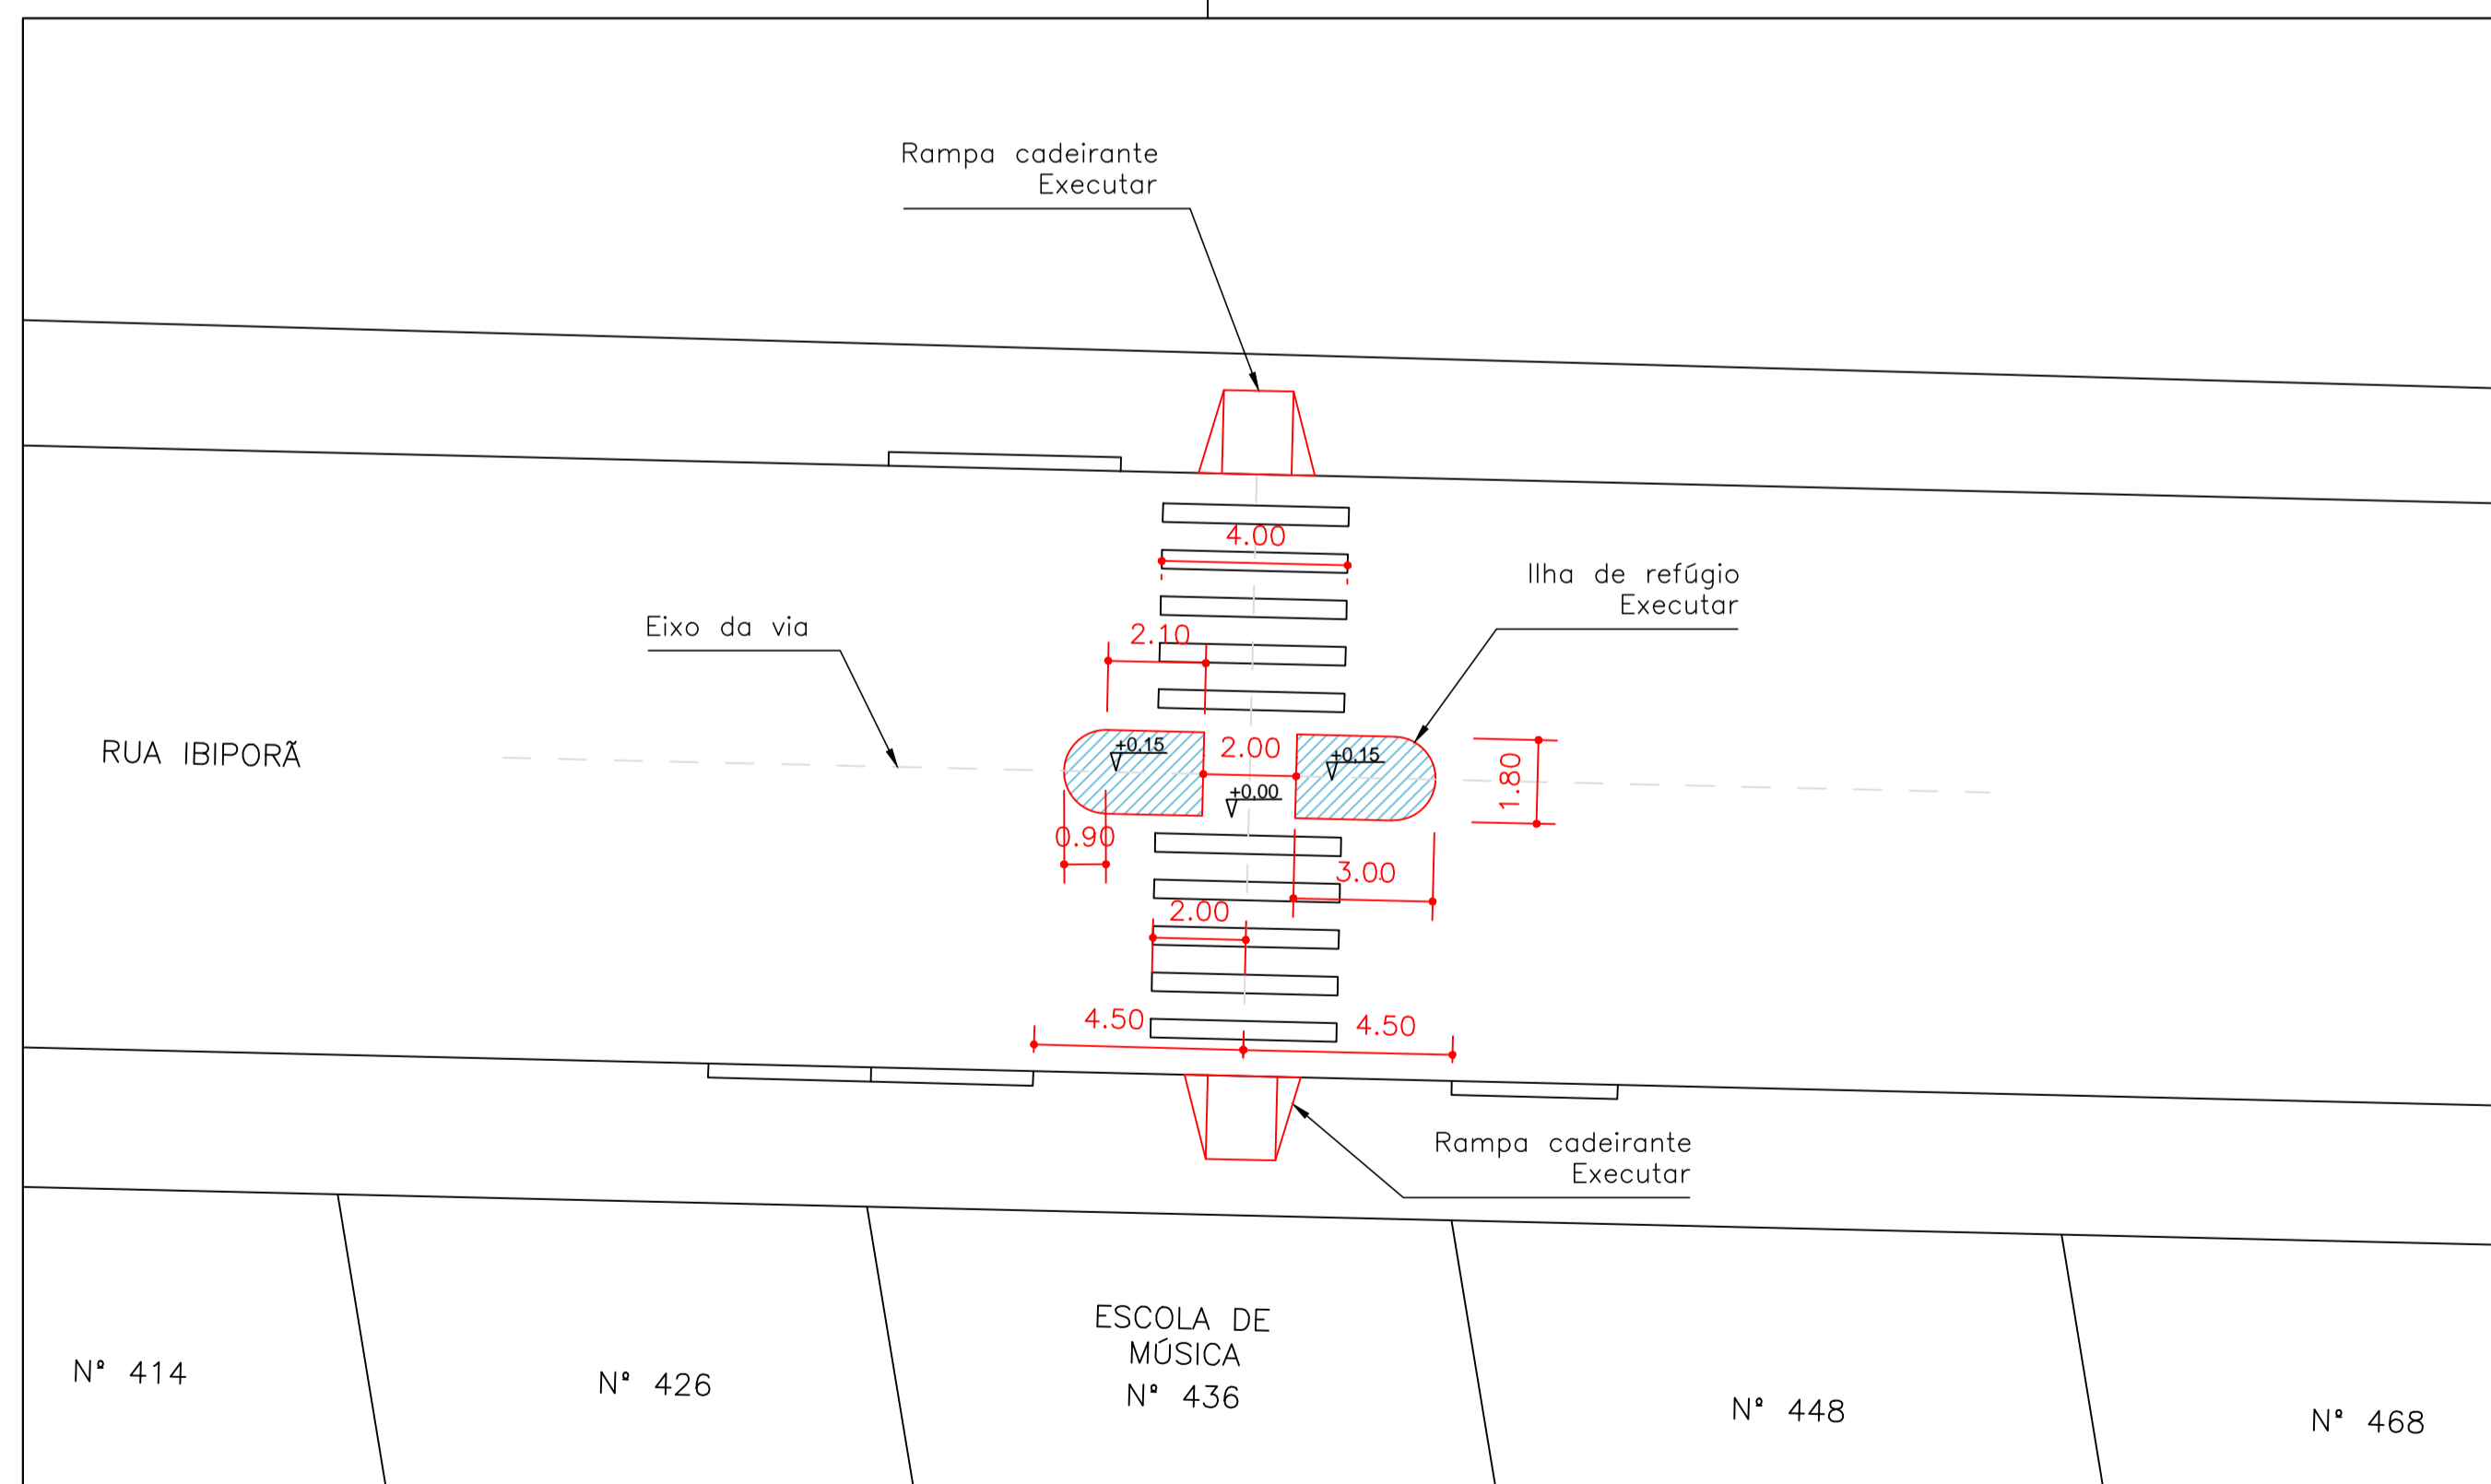 Rampa cadeirante
Executar
4.00
Ilha de refúgio
Executar
Eixo da via
2.10
RUA IBIPORÃ
+0,15
2.00
+0,15
1.80
+0,00
0.90
3.00
2.00
4.50
4.50
Rampa cadeirante
Executar
ESCOLA DE
MÚSICA
Nº 436
Nº 414
Nº 426
Nº 448
Nº 468